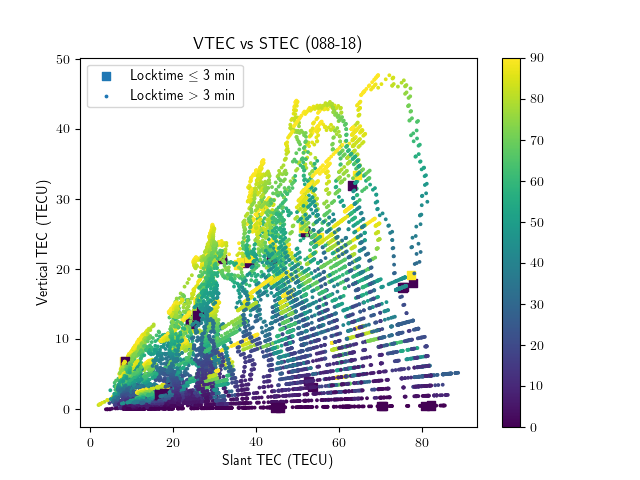 VTEC vs STEC (088-18)
Locktime ≤ 3 min
Locktime > 3 min
Vertical TEC (TECU)
50
40
30
20
10
0
0 20 40 60 80
Slant TEC (TECU)
90
80
70
60
50
40
30
20
10
0